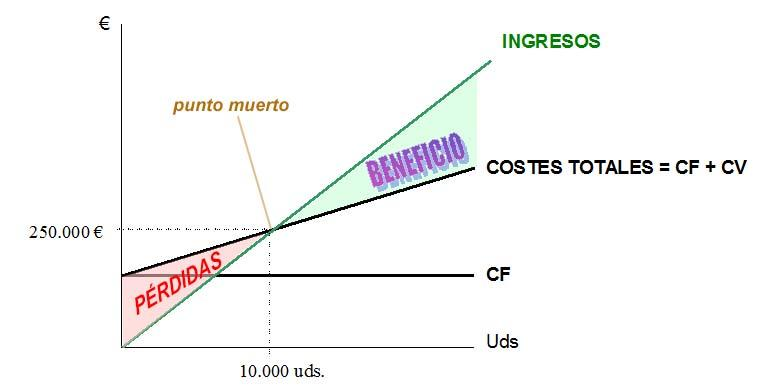 €
INGRESOS
punto muerto
BENEFICIO
COSTES TOTALES = CF + CV
250.000 €
PÉRDIDAS
CF
Uds
10.000 uds.